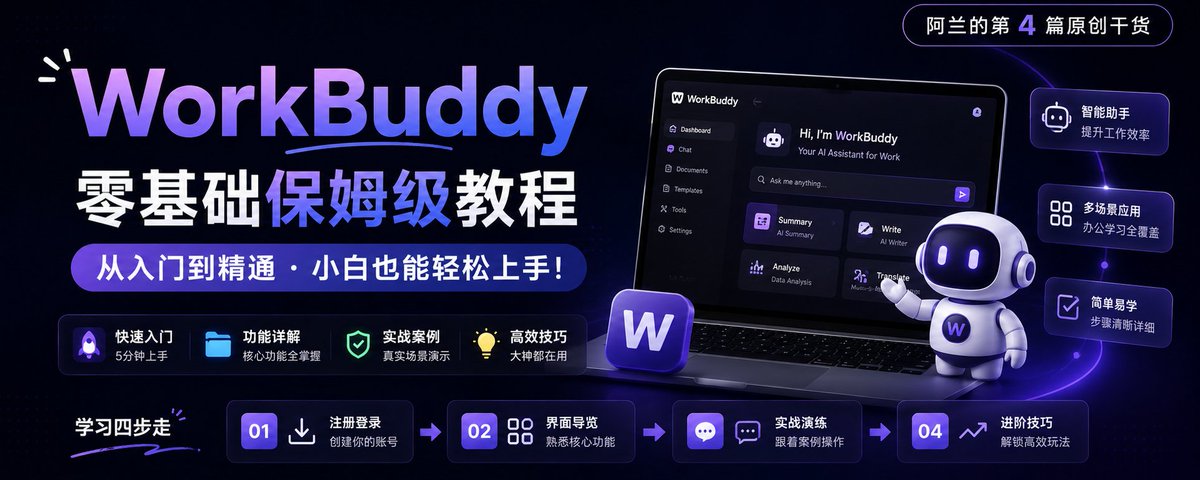 阿兰的第 4 篇原创干货
WorkBuddy
零基础保姆级教程
从入门到精通 · 小白也能轻松上手!
快速入门
5分钟上手
功能详解
核心功能全掌握
实战案例
真实场景演示
高效技巧
大神都在用
W WorkBuddy
Dashboard
Chat
Documents
Templates
Tools
Settings
Hi, I'm WorkBuddy
Your AI Assistant for Work
Ask me anything...
Summary
AI Summary
Write
AI Writer
Analyze
Data Analysis
Translate
W
W
智能助手
提升工作效率
多场景应用
办公学习全覆盖
简单易学
步骤清晰详细
学习四步走
01
注册登录
创建你的账号
02
界面导览
熟悉核心功能
实战演练
跟着案例操作
04
进阶技巧
解锁高效玩法